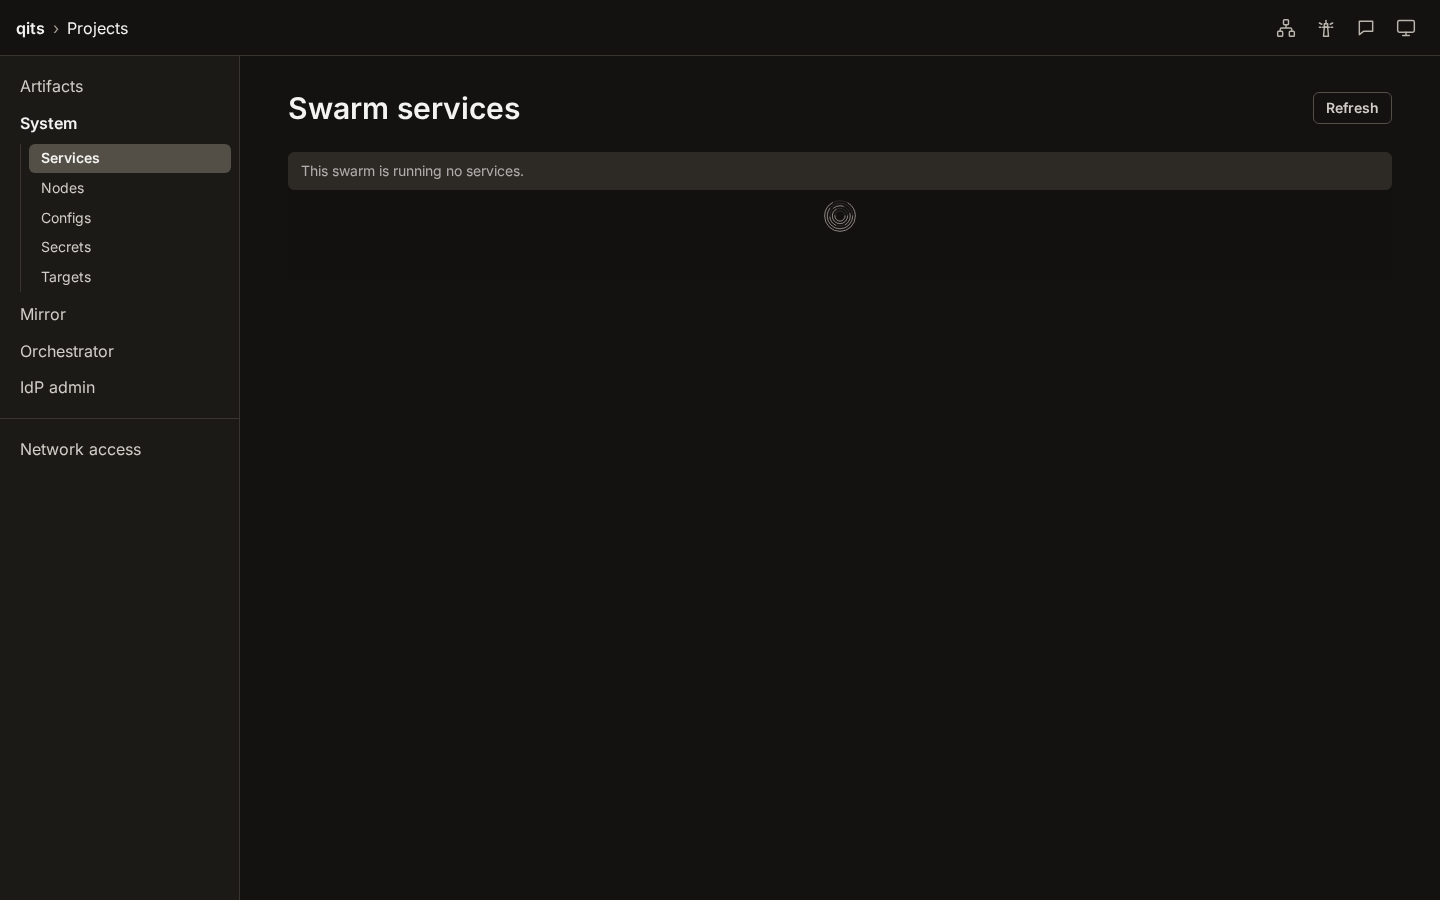 qits › Projects
Artifacts
System
Services
Nodes
Configs
Secrets
Targets
Mirror
Orchestrator
IdP admin
Network access
Swarm services
Refresh
This swarm is running no services.